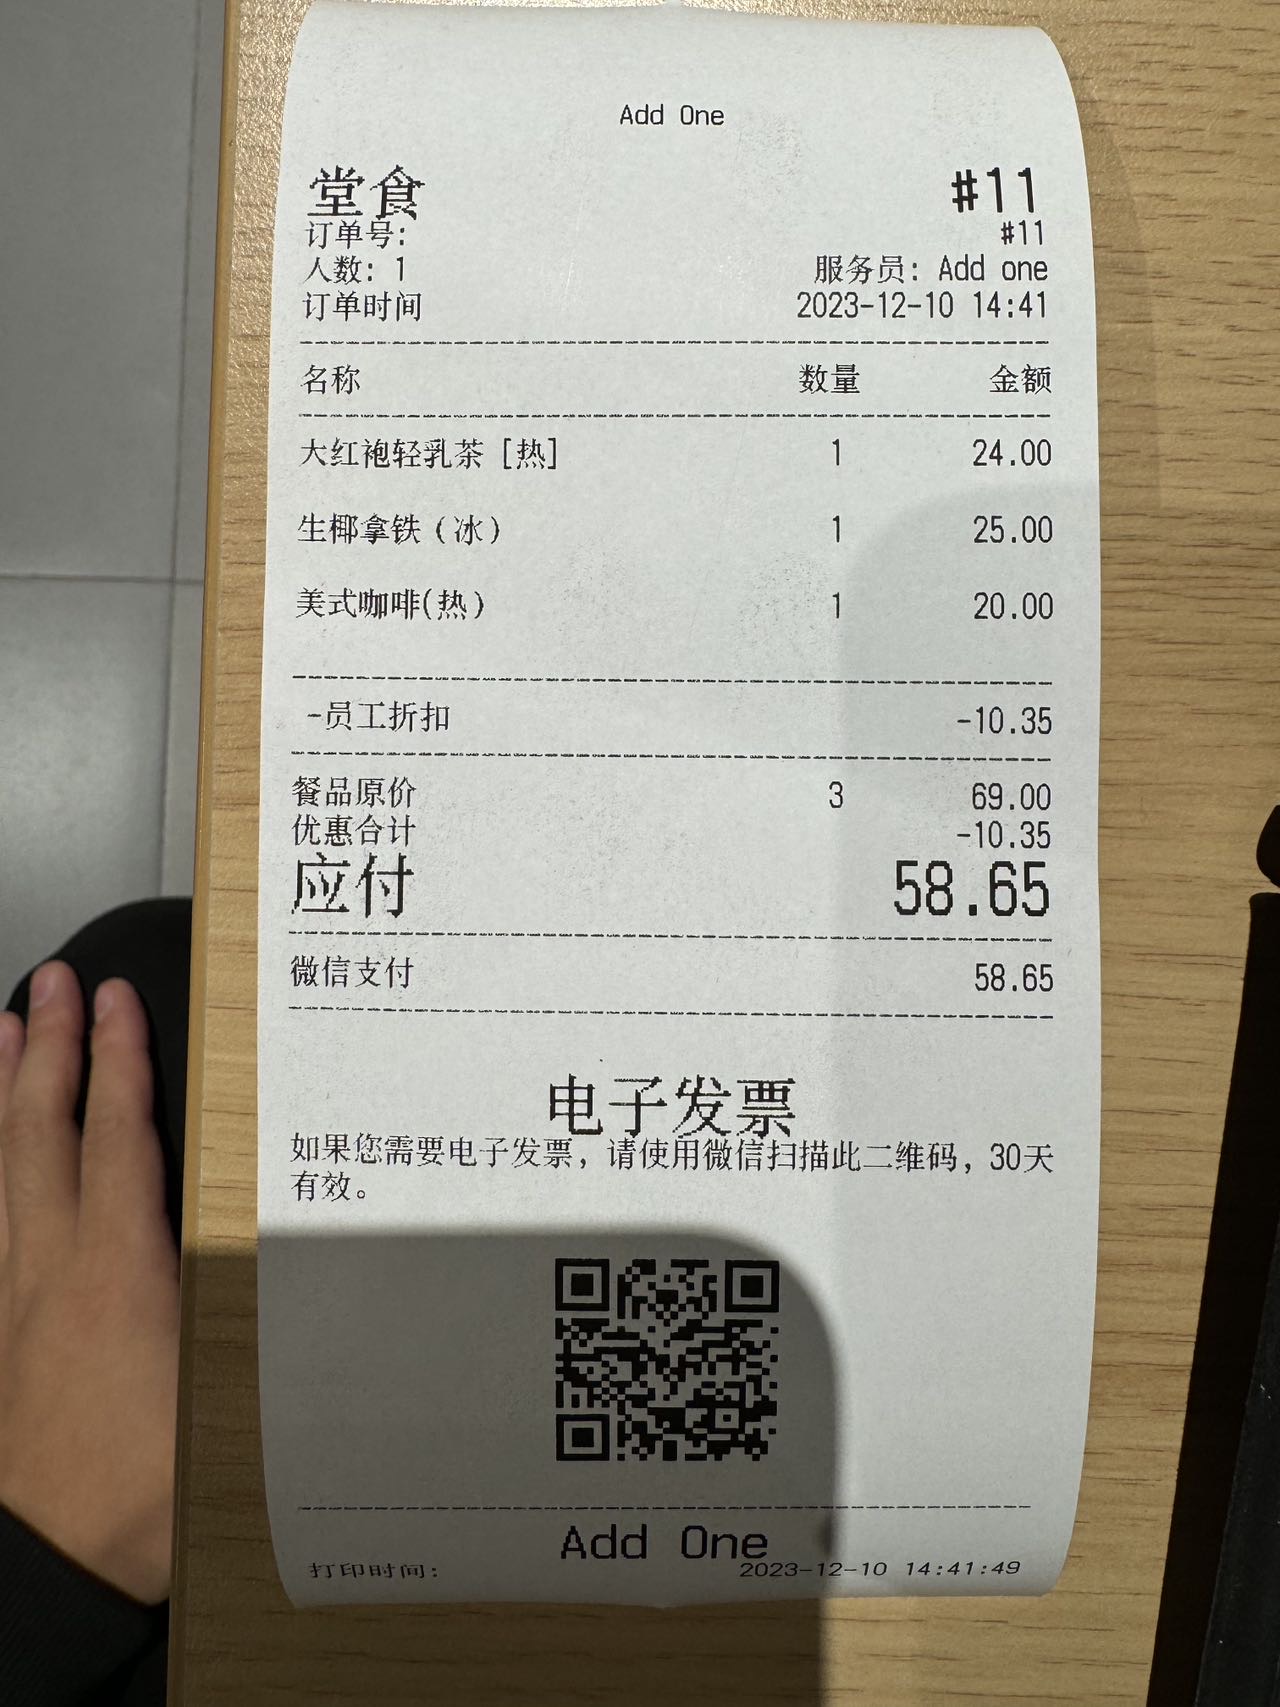 Add One
堂食 #11
订单号: #11
人数: 1 服务员: Add one
订单时间 2023-12-10 14:41
名称 数量 金额
大红袍轻乳茶 [热] 1 24.00
生椰拿铁（冰） 1 25.00
美式咖啡(热） 1 20.00
-员工折扣 -10.35
餐品原价 3 69.00
优惠合计 -10.35
应付 58.65
微信支付 58.65
电子发票
如果您需要电子发票，请使用微信扫描此二维码，30天
有效。
Add One
打印时间: 2023-12-10 14:41:49